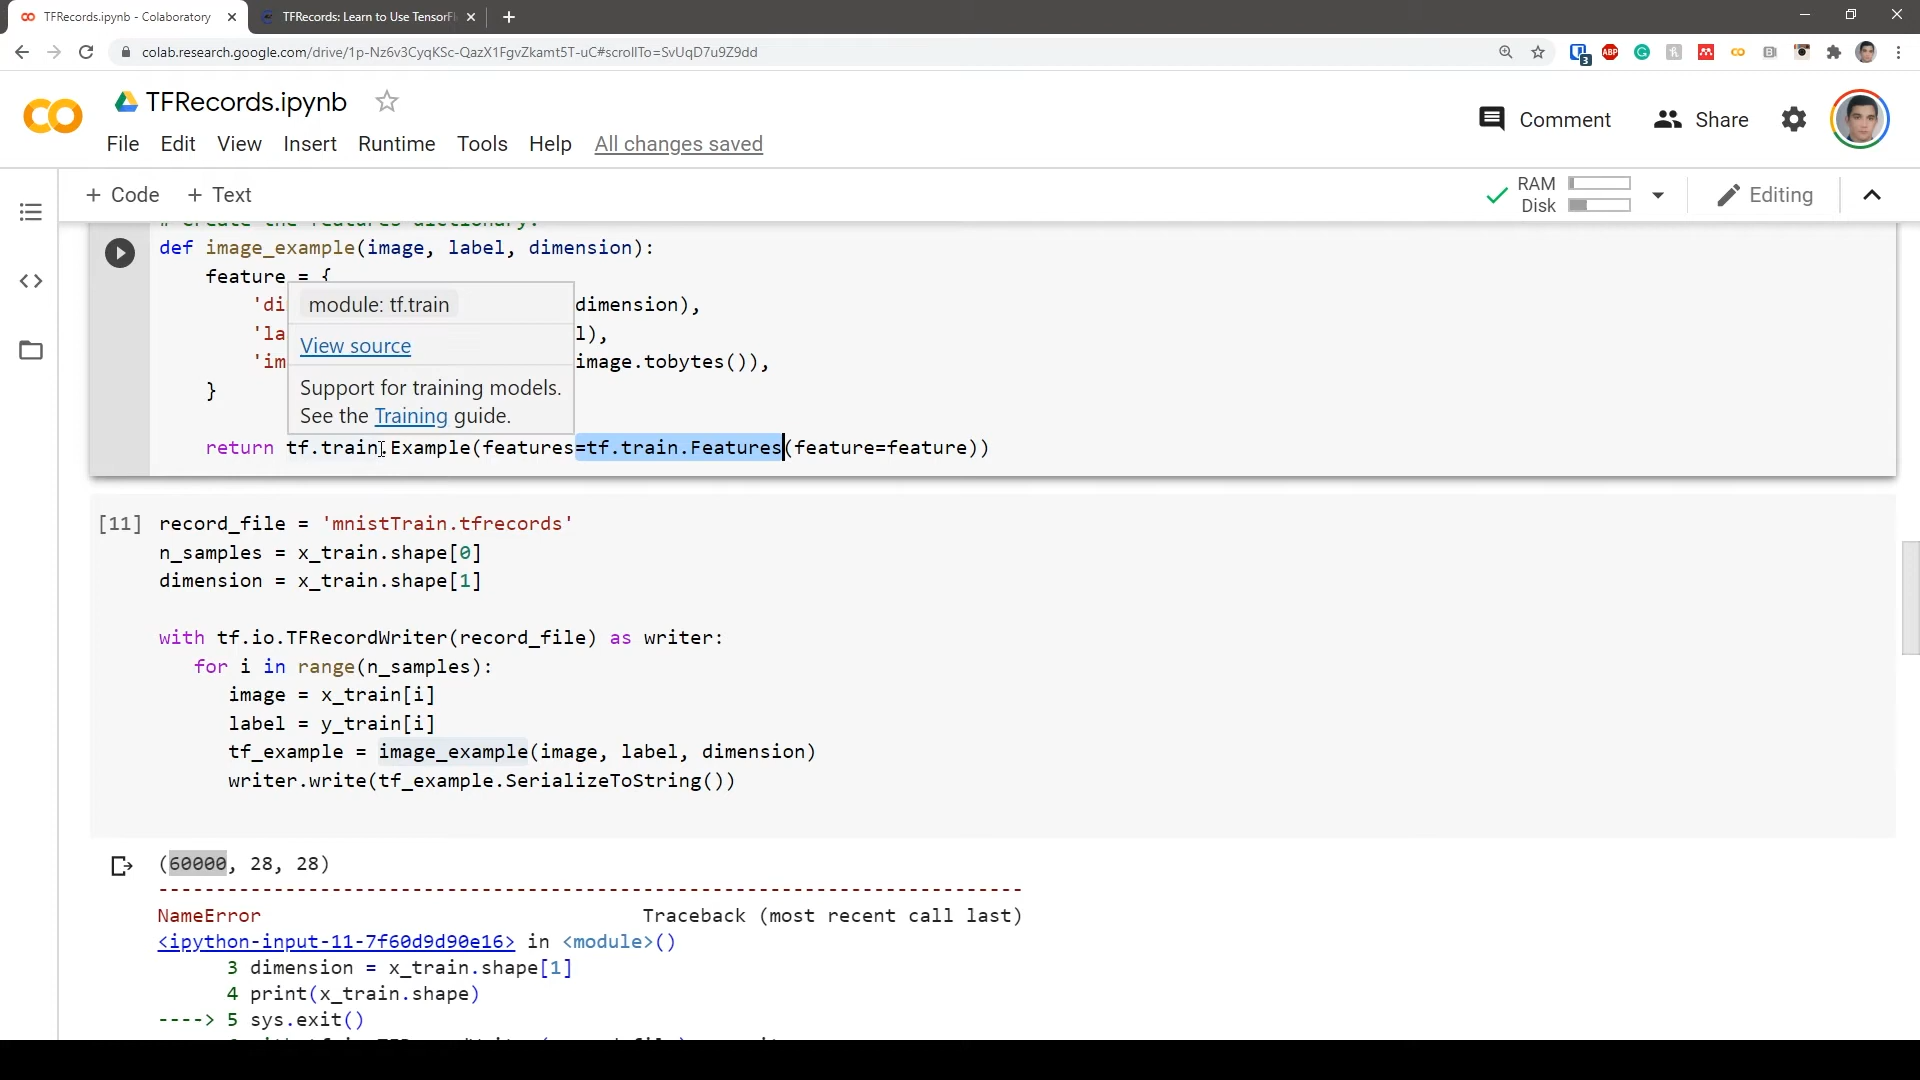 TFRecords.ipynb - Colaboratory
TFRecords: Learn to Use TensorFl
colab.research.google.com/drive/1p-Nz6v3CyqKSc-QazX1FgvZkamt5T-uC#scrollTo=SvUqD7u9Z9dd
3
ABP
TFRecords.ipynb
Comment
Share
File Edit View Insert Runtime Tools Help All changes saved
+ Code + Text
RAM
Disk
Editing
def image_example(image, label, dimension):
feature = {
'di
module: tf.train
dimension),
'la
View source
l),
'im
image.tobytes()),
Support for training models.
}
See the Training guide.
return tf.train.Example(features=tf.train.Features(feature=feature))
[11] record_file = 'mnistTrain.tfrecords'
n_samples = x_train.shape[0]
dimension = x_train.shape[1]
with tf.io.TFRecordWriter(record_file) as writer:
for i in range(n_samples):
image = x_train[i]
label = y_train[i]
tf_example = image_example(image, label, dimension)
writer.write(tf_example.SerializeToString())
(60000, 28, 28)
---------------------------------------------------------------------------
NameError Traceback (most recent call last)
<ipython-input-11-7f60d9d90e16> in <module>()
3 dimension = x_train.shape[1]
4 print(x_train.shape)
----> 5 sys.exit()